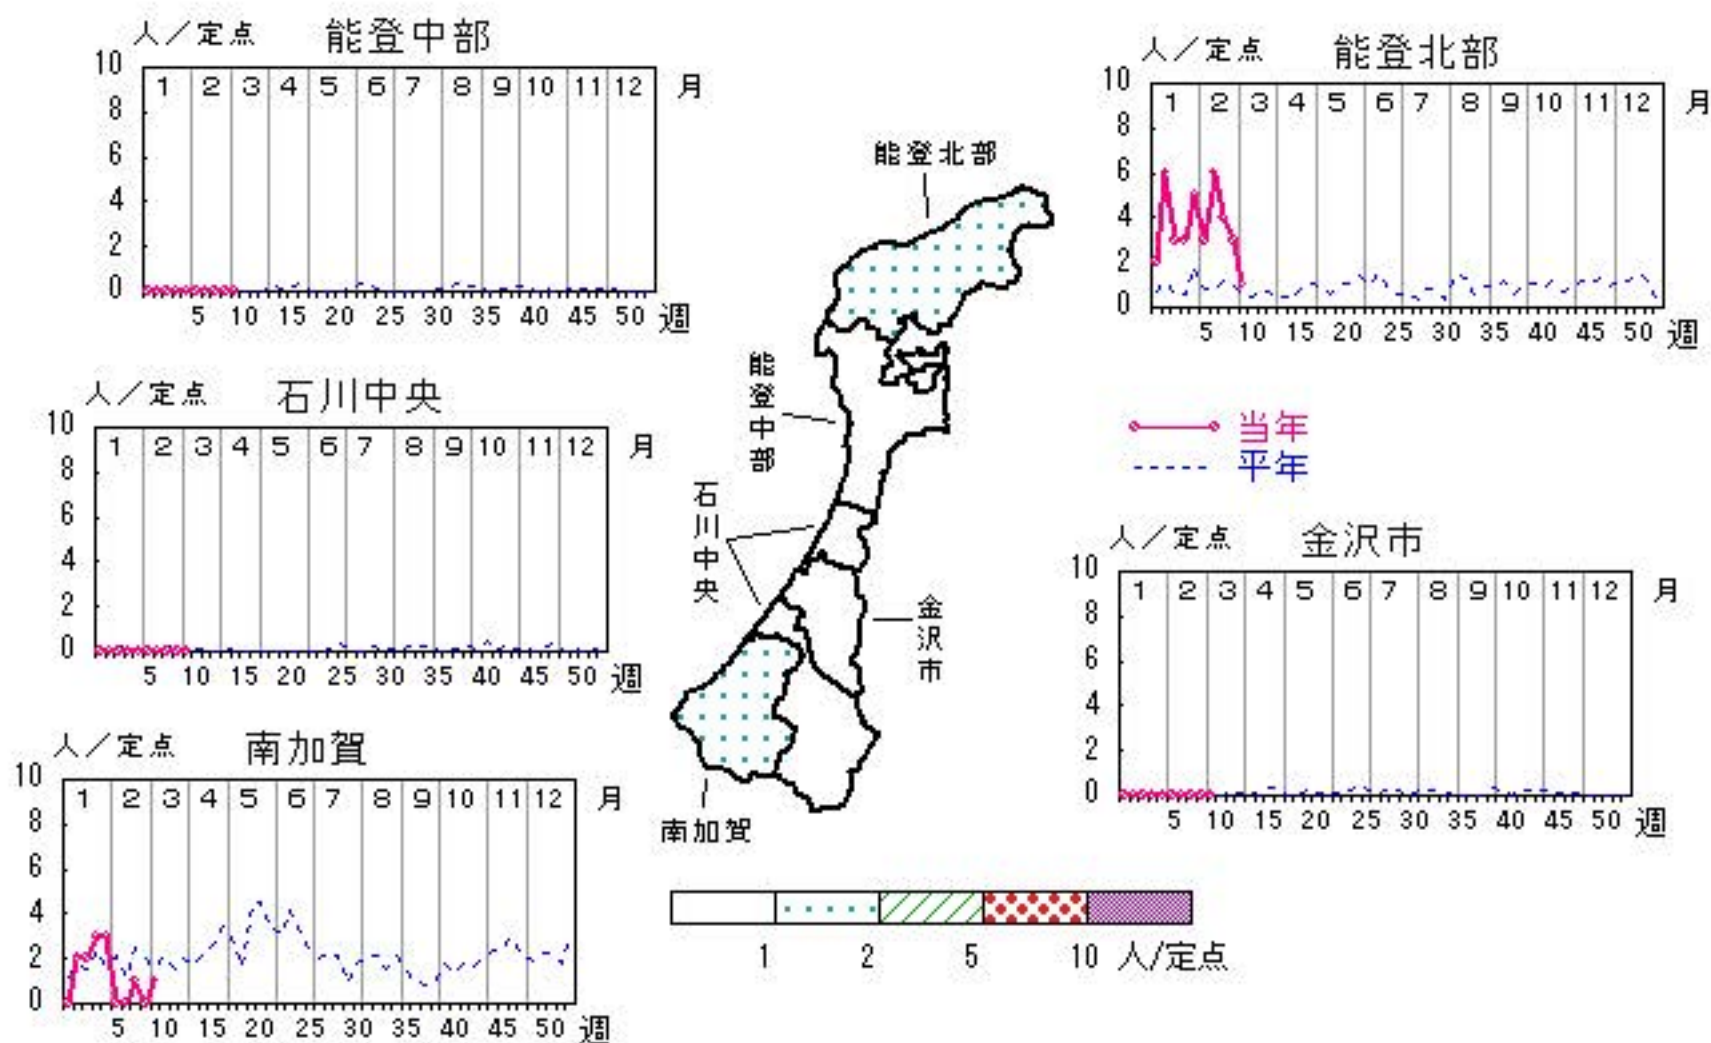 人／定点 能登中部
10 8 6 4 2 0
1 2 3 4 5 6 7 8 9 10 11 12 月
5 10 15 20 25 30 35 40 45 50 週
人／定点 能登北部
10 8 6 4 2 0
1 2 3 4 5 6 7 8 9 10 11 12 月
5 10 15 20 25 30 35 40 45 50 週
人／定点 石川中央
10 8 6 4 2 0
1 2 3 4 5 6 7 8 9 10 11 12 月
5 10 15 20 25 30 35 40 45 50 週
能登北部
能登中部
石川中央
金沢市
南加賀
当年
平年
人／定点 金沢市
10 8 6 4 2 0
1 2 3 4 5 6 7 8 9 10 11 12 月
5 10 15 20 25 30 35 40 45 50 週
人／定点 南加賀
10 8 6 4 2 0
1 2 3 4 5 6 7 8 9 10 11 12 月
5 10 15 20 25 30 35 40 45 50 週
1 2 5 10 人/定点